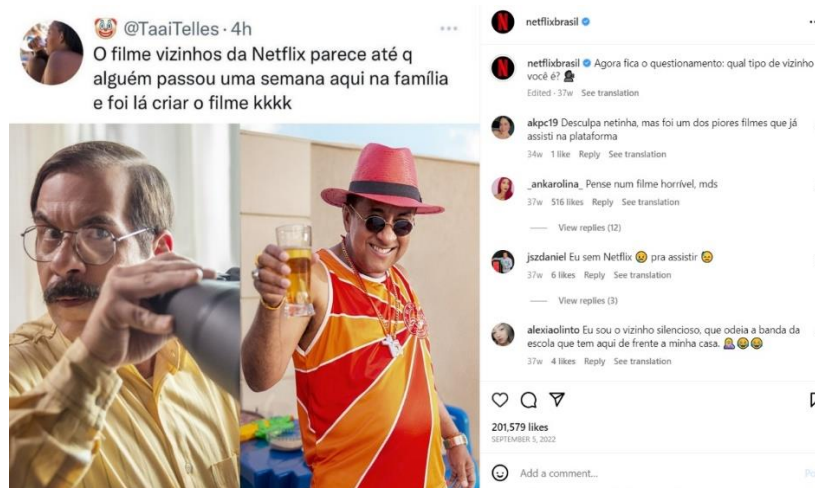 @TaaiTelles · 4h
O filme vizinhos da Netflix parece até q
alguém passou uma semana aqui na família
e foi lá criar o filme kkkk
netflixbrasil
netflixbrasil Agora fica o questionamento: qual tipo de vizinho
você é?
Edited · 37w See translation
akpc19 Desculpa netinha, mas foi um dos piores filmes que já
assisti na plataforma
34w 1 like Reply See translation
_ankarolina_ Pense num filme horrível, mds
37w 516 likes Reply See translation
View replies (12)
jszdaniel Eu sem Netflix 😢 pra assistir 😢
37w 6 likes Reply See translation
View replies (3)
alexiaolinto Eu sou o vizinho silencioso, que odeia a banda da
escola que tem aqui de frente a minha casa. 🤦‍♀️😂😂
37w 4 likes Reply See translation
201,579 likes
SEPTEMBER 5, 2022
Add a comment...